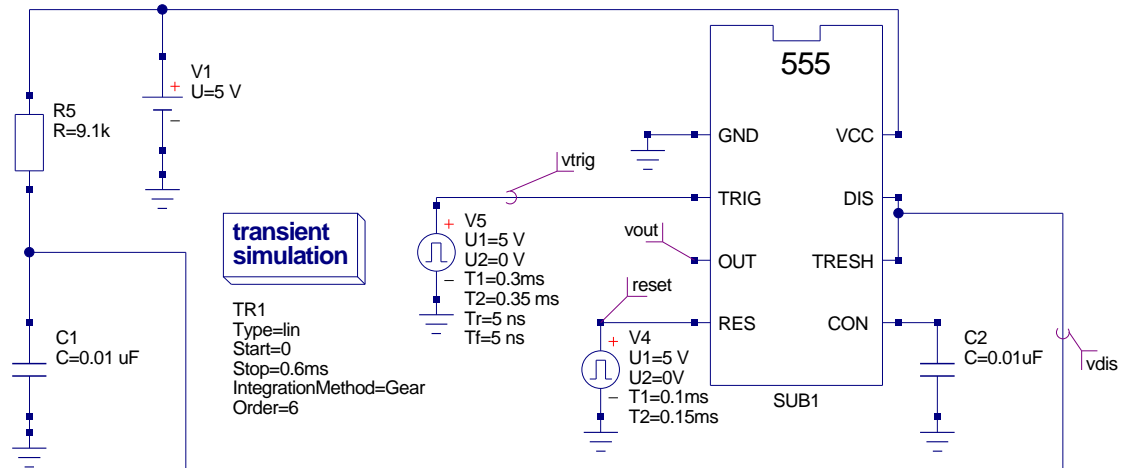 R5
R=9.1k
V1
U=5 V
+
–
555
GND
VCC
TRIG
DIS
OUT
TRESH
RES
CON
SUB1
vtrig
vout
reset
vdis
+
V5
U1=5 V
U2=0 V
–
T1=0.3ms
T2=0.35 ms
Tr=5 ns
Tf=5 ns
+
V4
U1=5 V
U2=0V
–
T1=0.1ms
T2=0.15ms
transient
simulation
TR1
Type=lin
Start=0
Stop=0.6ms
IntegrationMethod=Gear
Order=6
C1
C=0.01 uF
C2
C=0.01uF